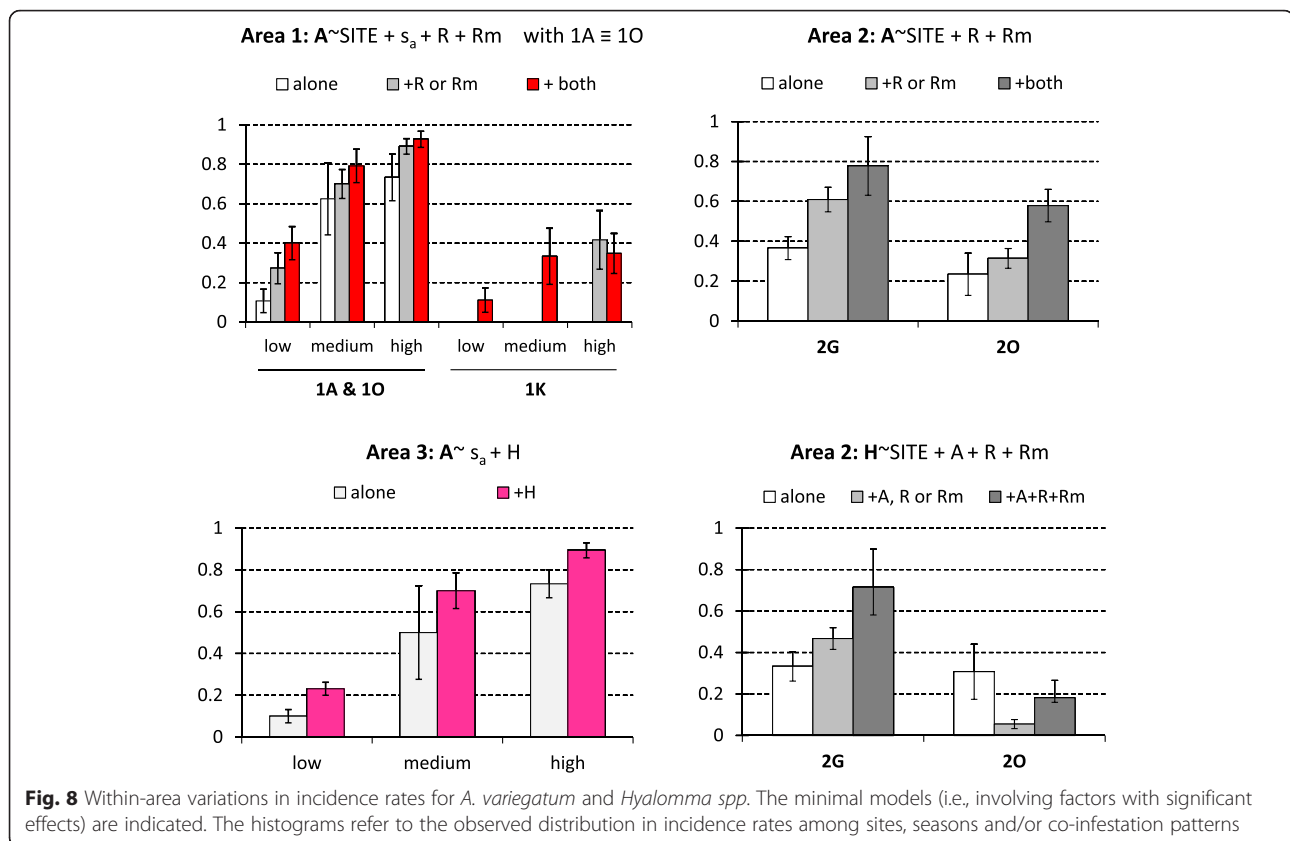 Area 1: A~SITE + sₐ + R + Rm with 1A ≡ 1O
alone +R or Rm + both
1
0.8
0.6
0.4
0.2
0
low medium high low medium high
1A & 1O 1K
Area 2: A~SITE + R + Rm
alone +R or Rm +both
1
0.8
0.6
0.4
0.2
0
2G 2O
Area 3: A~ sₐ + H
alone +H
1
0.8
0.6
0.4
0.2
0
low medium high
Area 2: H~SITE + A + R + Rm
alone +A, R or Rm +A+R+Rm
1
0.8
0.6
0.4
0.2
0
2G 2O
Fig. 8 Within-area variations in incidence rates for A. variegatum and Hyalomma spp. The minimal models (i.e., involving factors with significant
effects) are indicated. The histograms refer to the observed distribution in incidence rates among sites, seasons and/or co-infestation patterns